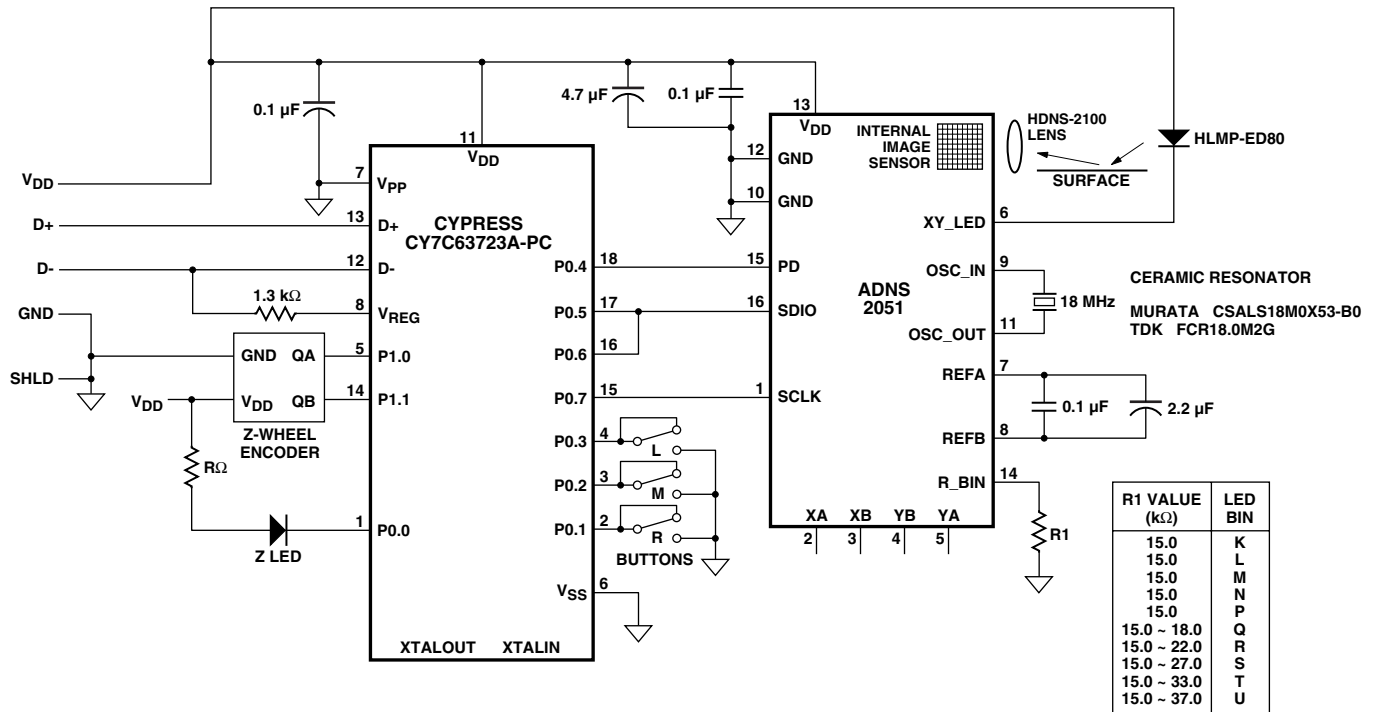 0.1 µF
4.7 µF
0.1 µF
13
VDD
INTERNAL
IMAGE
SENSOR
HDNS-2100
LENS
HLMP-ED80
SURFACE
11
VDD
12
GND
10
GND
VDD
7
VPP
D+
13
D+
CYPRESS
CY7C63723A-PC
6
XY_LED
D-
12
D-
P0.4
18
15
PD
9
OSC_IN
1.3 kΩ
GND
8
VREG
P0.5
17
16
SDIO
ADNS
2051
18 MHz
11
OSC_OUT
CERAMIC RESONATOR
MURATA CSALS18M0X53-B0
TDK FCR18.0M2G
GND
QA
5
P1.0
P0.6
16
SHLD
VDD
VDD
QB
14
P1.1
P0.7
15
1
SCLK
Z-WHEEL
ENCODER
7
REFA
0.1 µF
2.2 µF
8
REFB
RΩ
P0.3
4
L
P0.2
3
M
P0.1
2
R
BUTTONS
14
R_BIN
R1
Z LED
1
P0.0
XA
XB
YB
YA
2
3
4
5
VSS
6
XTALOUT
XTALIN
R1 VALUE LED
(kΩ) BIN
15.0 K
15.0 L
15.0 M
15.0 N
15.0 P
15.0 ~ 18.0 Q
15.0 ~ 22.0 R
15.0 ~ 27.0 S
15.0 ~ 33.0 T
15.0 ~ 37.0 U